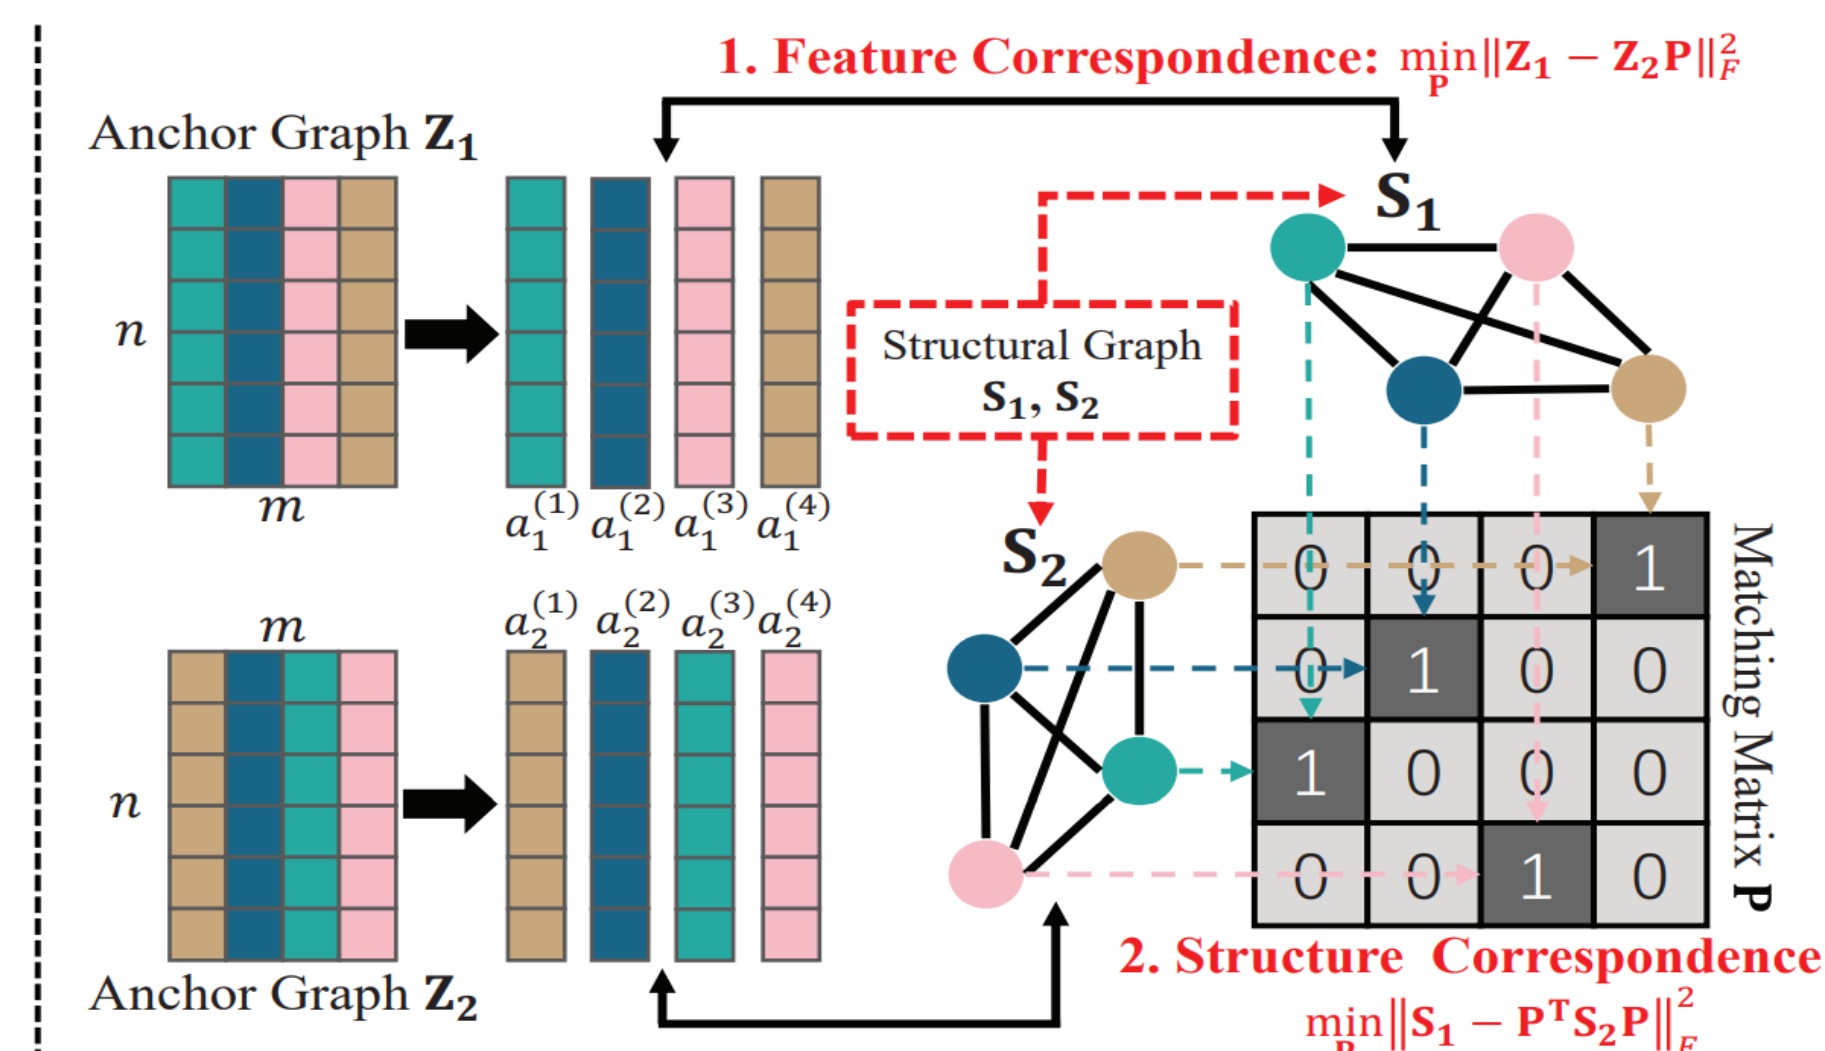 1. Feature Correspondence: min_P ‖Z₁ − Z₂P‖²_F
Anchor Graph Z₁
n
m
a₁⁽¹⁾ a₁⁽²⁾ a₁⁽³⁾ a₁⁽⁴⁾
S₁
Structural Graph
S₁, S₂
S₂
m
a₂⁽¹⁾ a₂⁽²⁾ a₂⁽³⁾ a₂⁽⁴⁾
n
Anchor Graph Z₂
0 0 0 1
0 1 0 0
1 0 0 0
0 0 1 0
Matching Matrix P
2. Structure Correspondence
min_P ‖S₁ − PᵀS₂P‖²_F